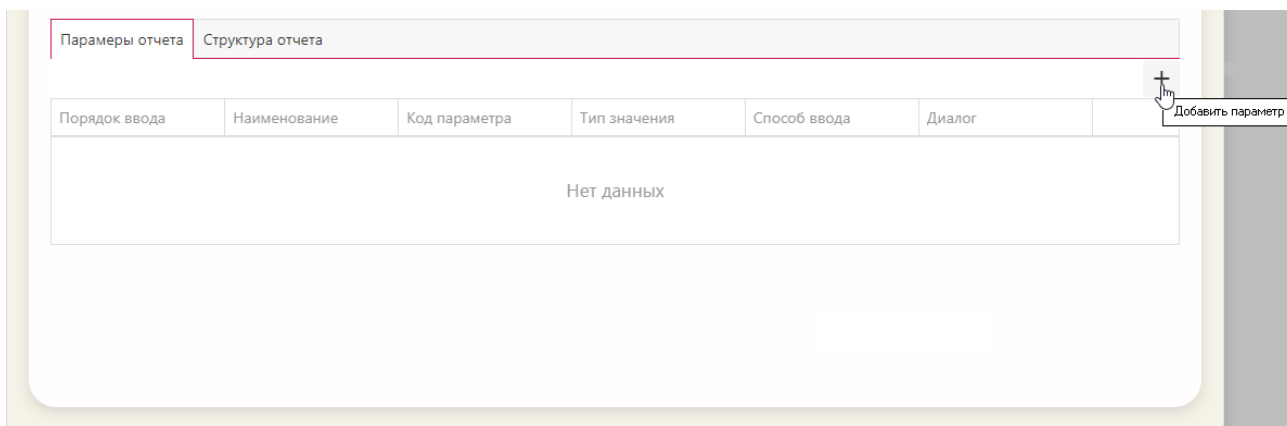 Парамеры отчета Структура отчета
Добавить параметр
Порядок ввода Наименование Код параметра Тип значения Способ ввода Диалог
Нет данных